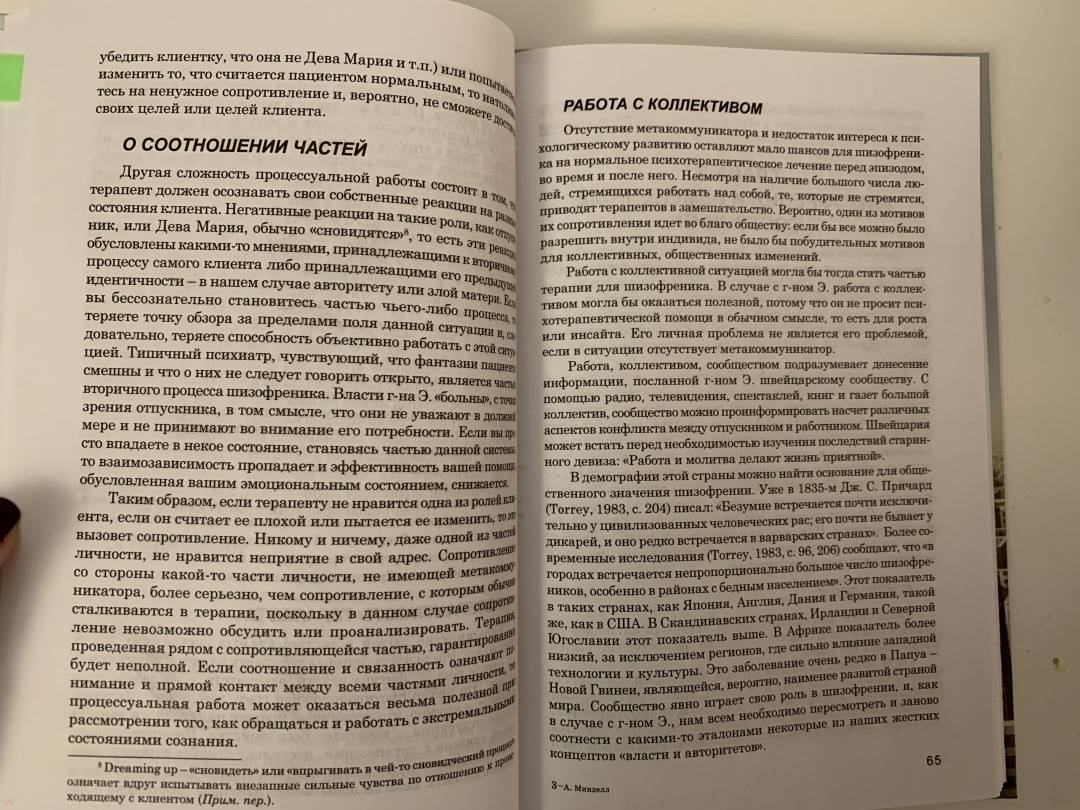 убедить клиентку, что она не Дева Мария и т.п.) или
изменить то, что считается пациентом нормальным, то
тесь на ненужное сопротивление и, вероятно, не сможете
своих целей или целей клиента.
О СООТНОШЕНИИ ЧАСТЕЙ
Другая сложность процессуальной работы состоит в том,
терапевт должен осознавать свои собственные реакции на
состояния клиента. Негативные реакции на такие роли, как
ник, или Дева Мария, обычно «сновидятся»⁸, то есть эти
обусловлены какими-то мнениями, принадлежащими к
процессу самого клиента либо принадлежащими его
идентичности – в нашем случае авторитету или злой матери.
вы бессознательно становитесь частью чьего-либо процесса,
теряете точку обзора за пределами поля данной ситуации и,
довательно, теряете способность объективно работать с этой
цией. Типичный психиатр, чувствующий, что фантазии
смешны и что о них не следует говорить открыто, является
вторичного процесса шизофреника. Власти г-на Э. «больны», с
зрения отпускника, в том смысле, что они не уважают в должной
мере и не принимают во внимание его потребности. Если вы
сто впадаете в некое состояние, становясь частью данной системы,
то взаимозависимость пропадает и эффективность вашей помощи,
обусловленная вашим эмоциональным состоянием, снижается.
Таким образом, если терапевту не нравится одна из ролей
ента, если он считает ее плохой или пытается ее изменить, то это
вызовет сопротивление. Никому и ничему, даже одной из частей
личности, не нравится неприятие в свой адрес. Сопротивление
со стороны какой-то части личности, не имеющей
никатора, более серьезно, чем сопротивление, с которым обычно
сталкиваются в терапии, поскольку в данном случае
ление невозможно обсудить или проанализировать. Терапия,
проведенная рядом с сопротивляющейся частью, гарантированно
будет неполной. Если соотношение и связанность означают
нимание и прямой контакт между всеми частями личности, то
процессуальная работа может оказаться весьма полезной при
рассмотрении того, как обращаться и работать с экстремальными
состояниями сознания.
⁸ Dreaming up – «сновидеть» или «впрыгивать в чей-то сновидческий процесс»
означает вдруг испытывать внезапные сильные чувства по отношению к
ходящему с клиентом (Прим. пер.).
РАБОТА С КОЛЛЕКТИВОМ
Отсутствие метакоммуникатора и недостаток интереса к пси-
хологическому развитию оставляют мало шансов для шизофрени-
ка на нормальное психотерапевтическое лечение перед эпизодом,
во время и после него. Несмотря на наличие большого числа лю-
дей, стремящихся работать над собой, те, которые не стремятся,
приводят терапевтов в замешательство. Вероятно, один из мотивов
их сопротивления идет во благо обществу: если бы все можно было
разрешить внутри индивида, не было бы побудительных мотивов
для коллективных, общественных изменений.
Работа с коллективной ситуацией могла бы тогда стать частью
терапии для шизофреника. В случае с г-ном Э. работа с коллек-
тивом могла бы оказаться полезной, потому что он не просит пси-
хотерапевтической помощи в обычном смысле, то есть для роста
или инсайта. Его личная проблема не является его проблемой,
если в ситуации отсутствует метакоммуникатор.
Работа, коллективом, сообществом подразумевает донесение
информации, посланной г-ном Э. швейцарскому сообществу. С
помощью радио, телевидения, спектаклей, книг и газет большой
коллектив, сообщество можно проинформировать насчет различных
аспектов конфликта между отпускником и работником. Швейцария
может встать перед необходимостью изучения последствий старин-
ного девиза: «Работа и молитва делают жизнь приятной».
В демографии этой страны можно найти основание для обще-
ственного значения шизофрении. Уже в 1835-м Дж. С. Причард
(Torrey, 1983, с. 204) писал: «Безумие встречается почти исключи-
тельно у цивилизованных человеческих рас; его почти не бывает у
дикарей, и оно редко встречается в варварских странах». Более со-
временные исследования (Torrey, 1983, с. 96, 206) сообщают, что «в
городах встречается непропорционально большое число шизофре-
ников, особенно в районах с бедным населением». Этот показатель
в таких странах, как Япония, Англия, Дания и Германия, такой
же, как в США. В Скандинавских странах, Ирландии и Северной
Югославии этот показатель выше. В Африке показатель более
низкий, за исключением регионов, где сильно влияние западной
технологии и культуры. Это заболевание очень редко в Папуа –
Новой Гвинеи, являющейся, вероятно, наименее развитой страной
мира. Сообщество явно играет свою роль в шизофрении, и, как
в случае с г-ном Э., нам всем необходимо пересмотреть и заново
соотнести с какими-то эталонами некоторые из наших жестких
концептов «власти и авторитетов».
65
3–А. Минделл